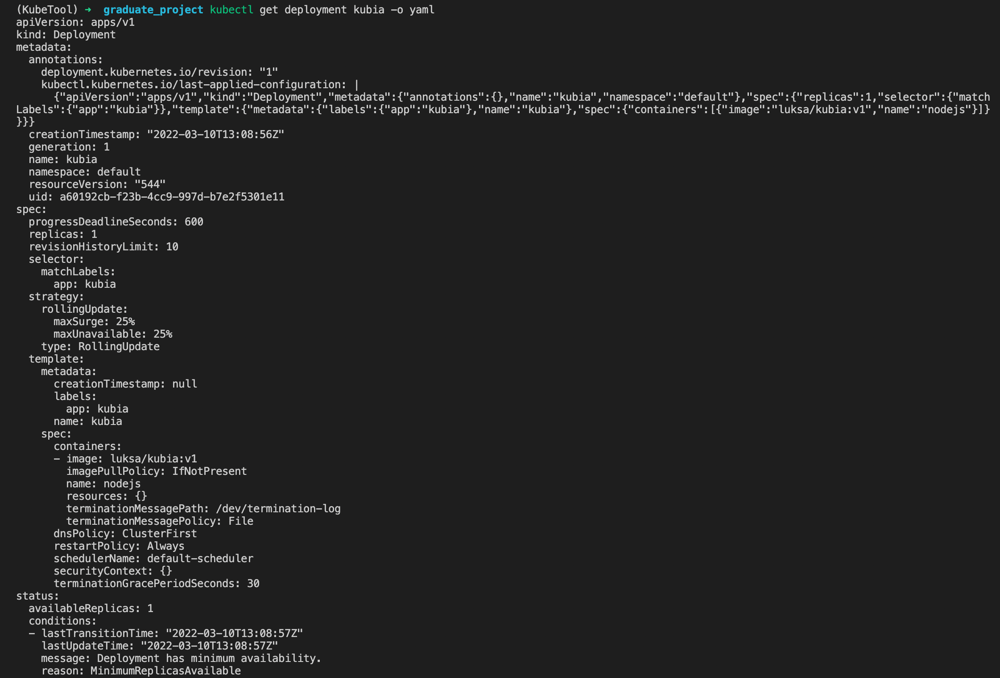 (KubeTool) ➜  graduate_project kubectl get deployment kubia -o yaml
apiVersion: apps/v1
kind: Deployment
metadata:
  annotations:
    deployment.kubernetes.io/revision: "1"
    kubectl.kubernetes.io/last-applied-configuration: |
      {"apiVersion":"apps/v1","kind":"Deployment","metadata":{"annotations":{},"name":"kubia","namespace":"default"},"spec":{"replicas":1,"selector":{"match
Labels":{"app":"kubia"}},"template":{"metadata":{"labels":{"app":"kubia"},"name":"kubia"},"spec":{"containers":[{"image":"luksa/kubia:v1","name":"nodejs"}]}
}}}
  creationTimestamp: "2022-03-10T13:08:56Z"
  generation: 1
  name: kubia
  namespace: default
  resourceVersion: "544"
  uid: a60192cb-f23b-4cc9-997d-b7e2f5301e11
spec:
  progressDeadlineSeconds: 600
  replicas: 1
  revisionHistoryLimit: 10
  selector:
    matchLabels:
      app: kubia
  strategy:
    rollingUpdate:
      maxSurge: 25%
      maxUnavailable: 25%
    type: RollingUpdate
  template:
    metadata:
      creationTimestamp: null
      labels:
        app: kubia
      name: kubia
    spec:
      containers:
      - image: luksa/kubia:v1
        imagePullPolicy: IfNotPresent
        name: nodejs
        resources: {}
        terminationMessagePath: /dev/termination-log
        terminationMessagePolicy: File
      dnsPolicy: ClusterFirst
      restartPolicy: Always
      schedulerName: default-scheduler
      securityContext: {}
      terminationGracePeriodSeconds: 30
status:
  availableReplicas: 1
  conditions:
  - lastTransitionTime: "2022-03-10T13:08:57Z"
    lastUpdateTime: "2022-03-10T13:08:57Z"
    message: Deployment has minimum availability.
    reason: MinimumReplicasAvailable